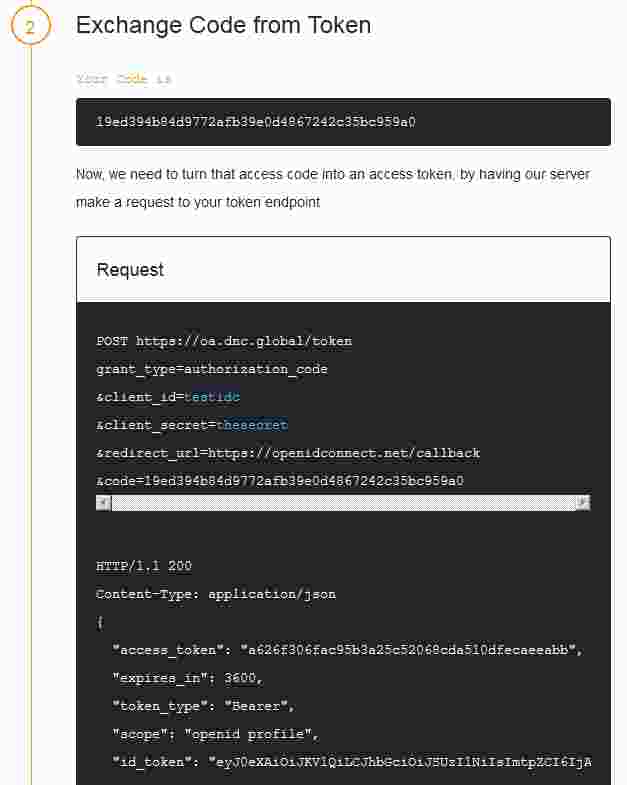 2
Exchange Code from Token
Your Code is
19ed394b84d9772afb39e0d4867242c35bc959a0
Now, we need to turn that access code into an access token, by having our server
make a request to your token endpoint
Request
POST https://oa.dnc.global/token
grant_type=authorization_code
&client_id=testidc
&client_secret=thesecret
&redirect_url=https://openidconnect.net/callback
&code=19ed394b84d9772afb39e0d4867242c35bc959a0
HTTP/1.1 200
Content-Type: application/json
{
"access_token": "a626f306fac95b3a25c52068cda510dfecaeeabb",
"expires_in": 3600,
"token_type": "Bearer",
"scope": "openid profile",
"id_token": "eyJ0eXAiOiJKV1QiLCJhbGciOiJSUzI1NiIsImtpZCI6IjA